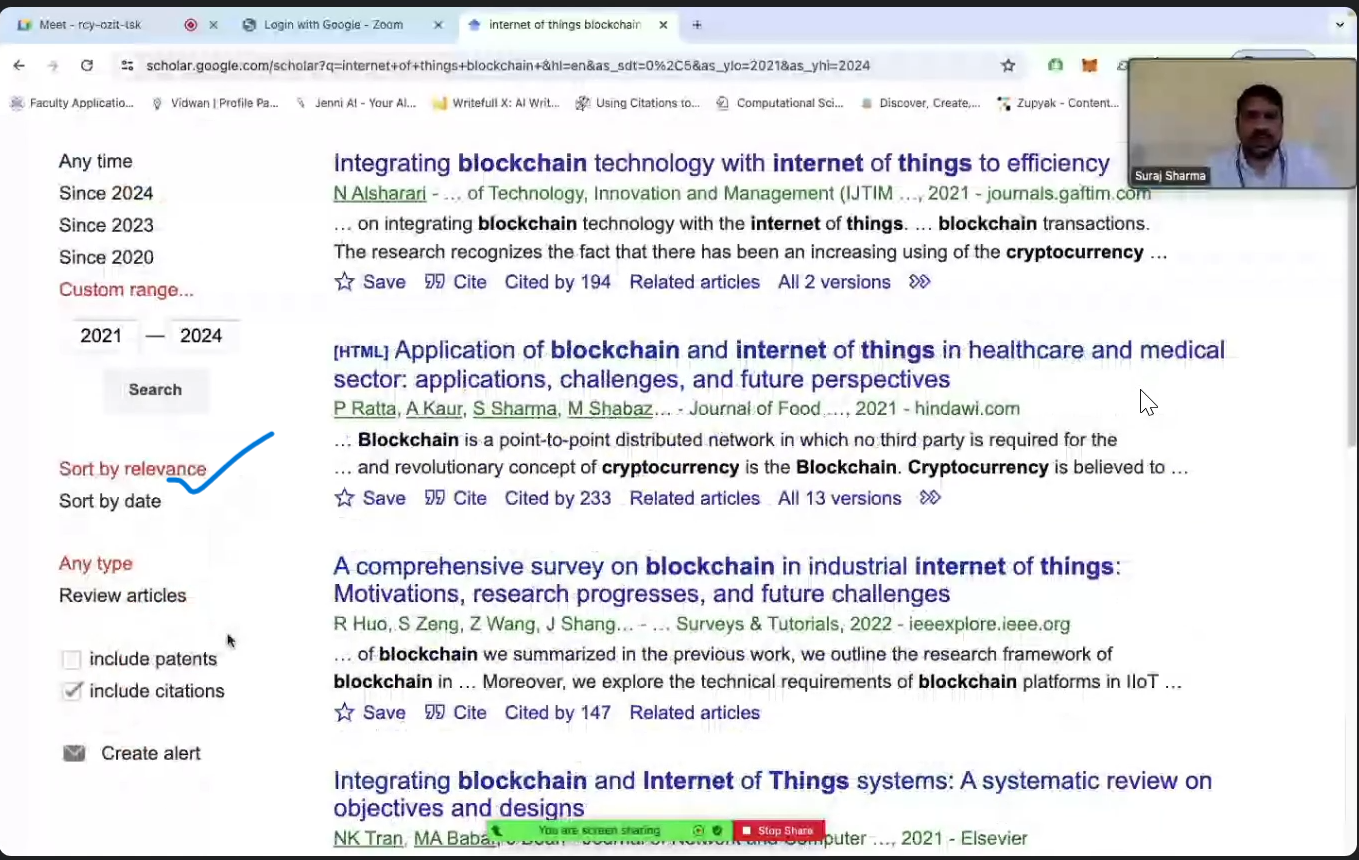 Meet - rcy-ozit-tsk
Login with Google - Zoom
internet of things blockchain
scholar.google.com/scholar?q=internet+of+things+blockchain+&hl=en&as_sdt=0%2C5&as_ylo=2021&as_yhi=2024
Faculty Applicatio...
Vidwan | Profile Pa...
Jenni AI - Your AI...
Writefull X: AI Writ...
Using Citations to...
Computational Sci...
Discover, Create,...
Zupyak - Content...
Suraj Sharma
Any time
Since 2024
Since 2023
Since 2020
Custom range...
2021 — 2024
Search
Sort by relevance
Sort by date
Any type
Review articles
include patents
include citations
Create alert
Integrating blockchain technology with internet of things to efficiency
N Alsharari - ... of Technology, Innovation and Management (IJTIM ..., 2021 - journals.gaftim.com
... on integrating blockchain technology with the internet of things. ... blockchain transactions.
The research recognizes the fact that there has been an increasing using of the cryptocurrency ...
Save Cite Cited by 194 Related articles All 2 versions
[HTML] Application of blockchain and internet of things in healthcare and medical
sector: applications, challenges, and future perspectives
P Ratta, A Kaur, S Sharma, M Shabaz... - Journal of Food ..., 2021 - hindawi.com
... Blockchain is a point-to-point distributed network in which no third party is required for the
... and revolutionary concept of cryptocurrency is the Blockchain. Cryptocurrency is believed to ...
Save Cite Cited by 233 Related articles All 13 versions
A comprehensive survey on blockchain in industrial internet of things:
Motivations, research progresses, and future challenges
R Huo, S Zeng, Z Wang, J Shang... - ... Surveys & Tutorials, 2022 - ieeexplore.ieee.org
... of blockchain we summarized in the previous work, we outline the research framework of
blockchain in ... Moreover, we explore the technical requirements of blockchain platforms in IIoT ...
Save Cite Cited by 147 Related articles
Integrating blockchain and Internet of Things systems: A systematic review on
objectives and designs
You are screen sharing Stop Share
NK Tran, MA Babar, ..., 2021 - Elsevier